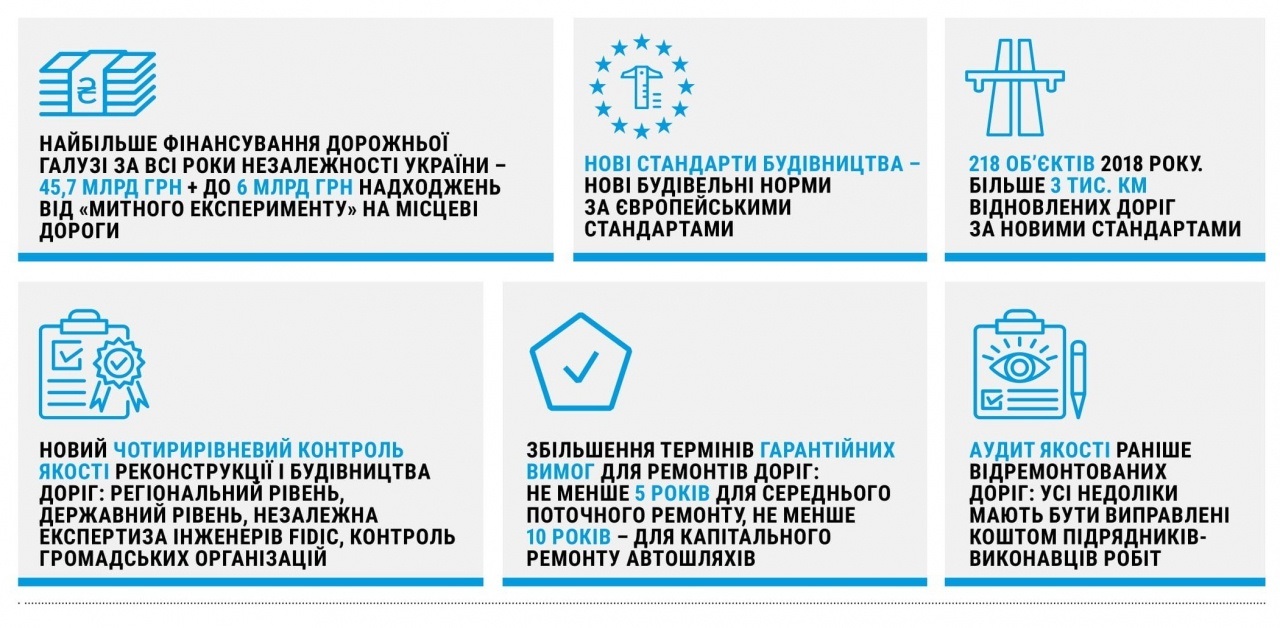 ₴
НАЙБІЛЬШЕ ФІНАНСУВАННЯ ДОРОЖНЬОЇ
ГАЛУЗІ ЗА ВСІ РОКИ НЕЗАЛЕЖНОСТІ УКРАЇНИ –
45,7 МЛРД ГРН + ДО 6 МЛРД ГРН НАДХОДЖЕНЬ
ВІД «МИТНОГО ЕКСПЕРИМЕНТУ» НА МІСЦЕВІ
ДОРОГИ
НОВІ СТАНДАРТИ БУДІВНИЦТВА –
НОВІ БУДІВЕЛЬНІ НОРМИ
ЗА ЄВРОПЕЙСЬКИМИ
СТАНДАРТАМИ
218 ОБ’ЄКТІВ 2018 РОКУ.
БІЛЬШЕ 3 ТИС. КМ
ВІДНОВЛЕНИХ ДОРІГ
ЗА НОВИМИ СТАНДАРТАМИ
НОВИЙ ЧОТИРИРІВНЕВИЙ КОНТРОЛЬ
ЯКОСТІ РЕКОНСТРУКЦІЇ І БУДІВНИЦТВА
ДОРІГ: РЕГІОНАЛЬНИЙ РІВЕНЬ,
ДЕРЖАВНИЙ РІВЕНЬ, НЕЗАЛЕЖНА
ЕКСПЕРТИЗА ІНЖЕНЕРІВ FIDIC, КОНТРОЛЬ
ГРОМАДСЬКИХ ОРГАНІЗАЦІЙ
ЗБІЛЬШЕННЯ ТЕРМІНІВ ГАРАНТІЙНИХ
ВИМОГ ДЛЯ РЕМОНТІВ ДОРІГ:
НЕ МЕНШЕ 5 РОКІВ ДЛЯ СЕРЕДНЬОГО
ПОТОЧНОГО РЕМОНТУ, НЕ МЕНШЕ
10 РОКІВ – ДЛЯ КАПІТАЛЬНОГО
РЕМОНТУ АВТОШЛЯХІВ
АУДИТ ЯКОСТІ РАНІШЕ
ВІДРЕМОНТОВАНИХ
ДОРІГ: УСІ НЕДОЛІКИ
МАЮТЬ БУТИ ВИПРАВЛЕНІ
КОШТОМ ПІДРЯДНИКІВ-
ВИКОНАВЦІВ РОБІТ